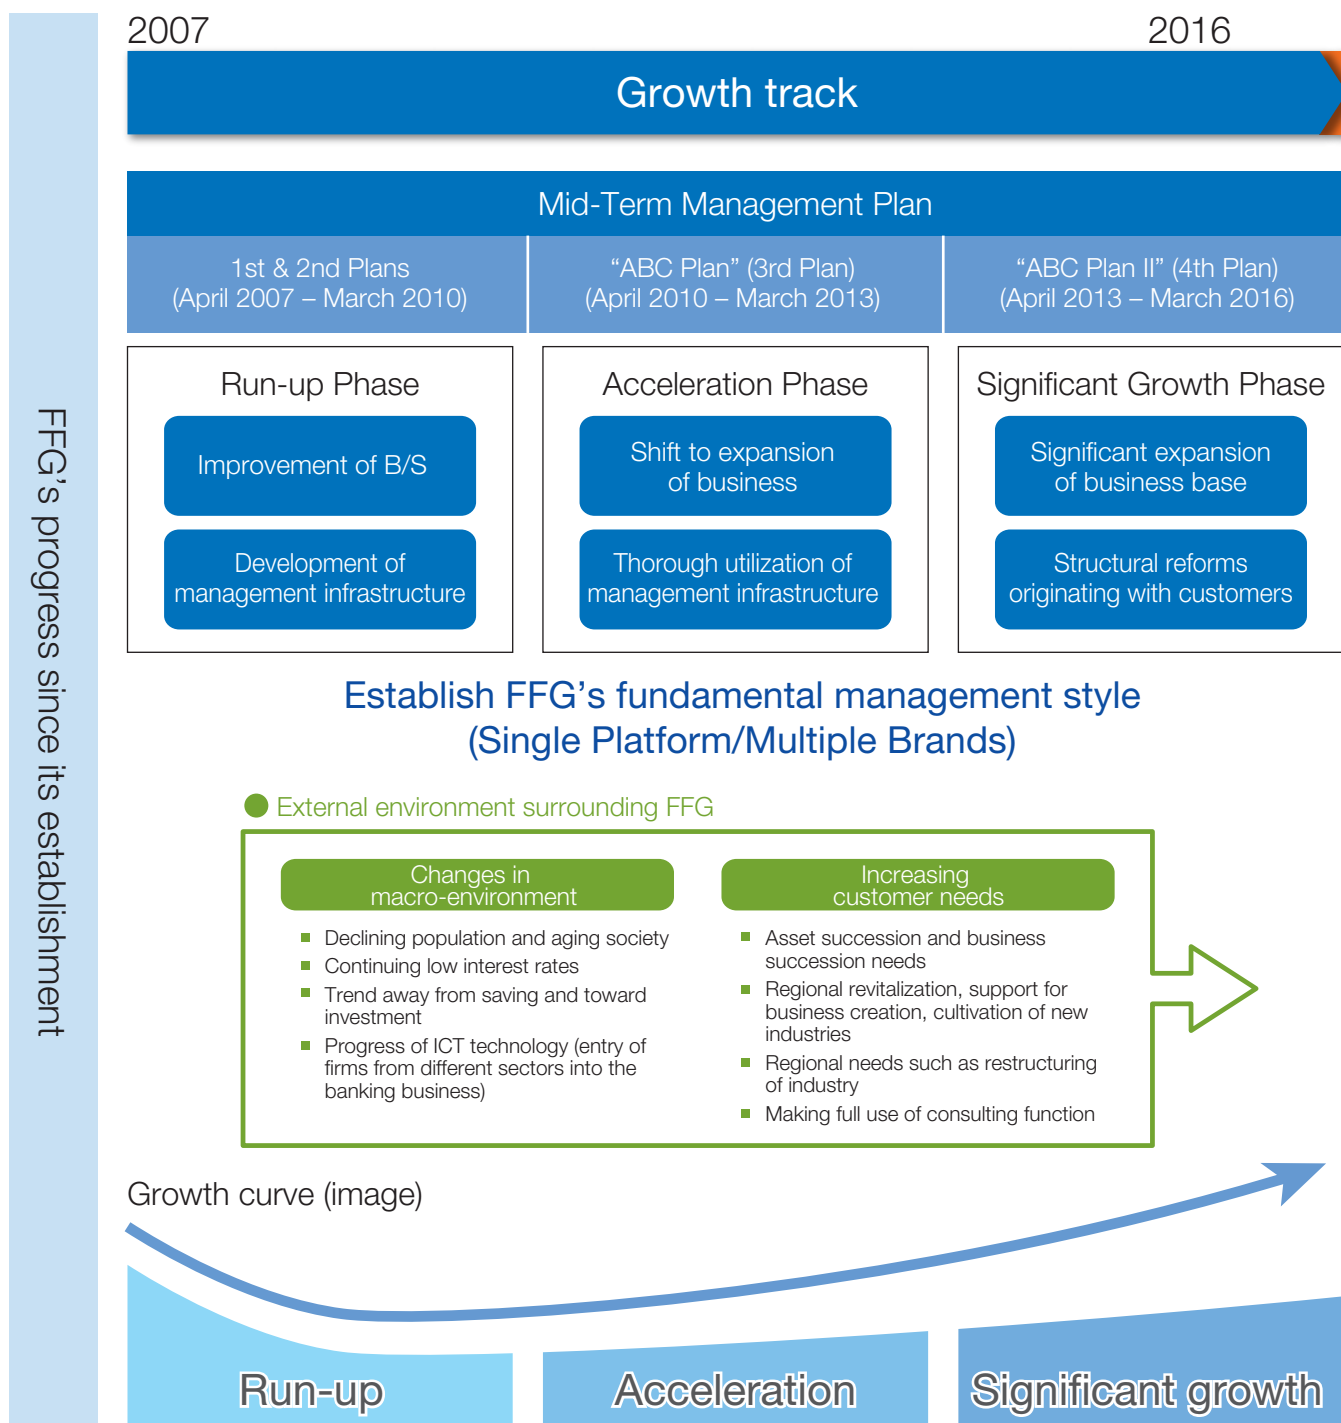 2007
2016
Growth track
Mid-Term Management Plan
1st & 2nd Plans
(April 2007 – March 2010)
“ABC Plan” (3rd Plan)
(April 2010 – March 2013)
“ABC Plan II” (4th Plan)
(April 2013 – March 2016)
FFG’s progress since its establishment
Run-up Phase
Improvement of B/S
Development of
management infrastructure
Acceleration Phase
Shift to expansion
of business
Thorough utilization of
management infrastructure
Significant Growth Phase
Significant expansion
of business base
Structural reforms
originating with customers
Establish FFG’s fundamental management style
(Single Platform/Multiple Brands)
● External environment surrounding FFG
Changes in
macro-environment
■ Declining population and aging society
■ Continuing low interest rates
■ Trend away from saving and toward
investment
■ Progress of ICT technology (entry of
firms from different sectors into the
banking business)
Increasing
customer needs
■ Asset succession and business
succession needs
■ Regional revitalization, support for
business creation, cultivation of new
industries
■ Regional needs such as restructuring
of industry
■ Making full use of consulting function
Growth curve (image)
Run-up
Acceleration
Significant growth